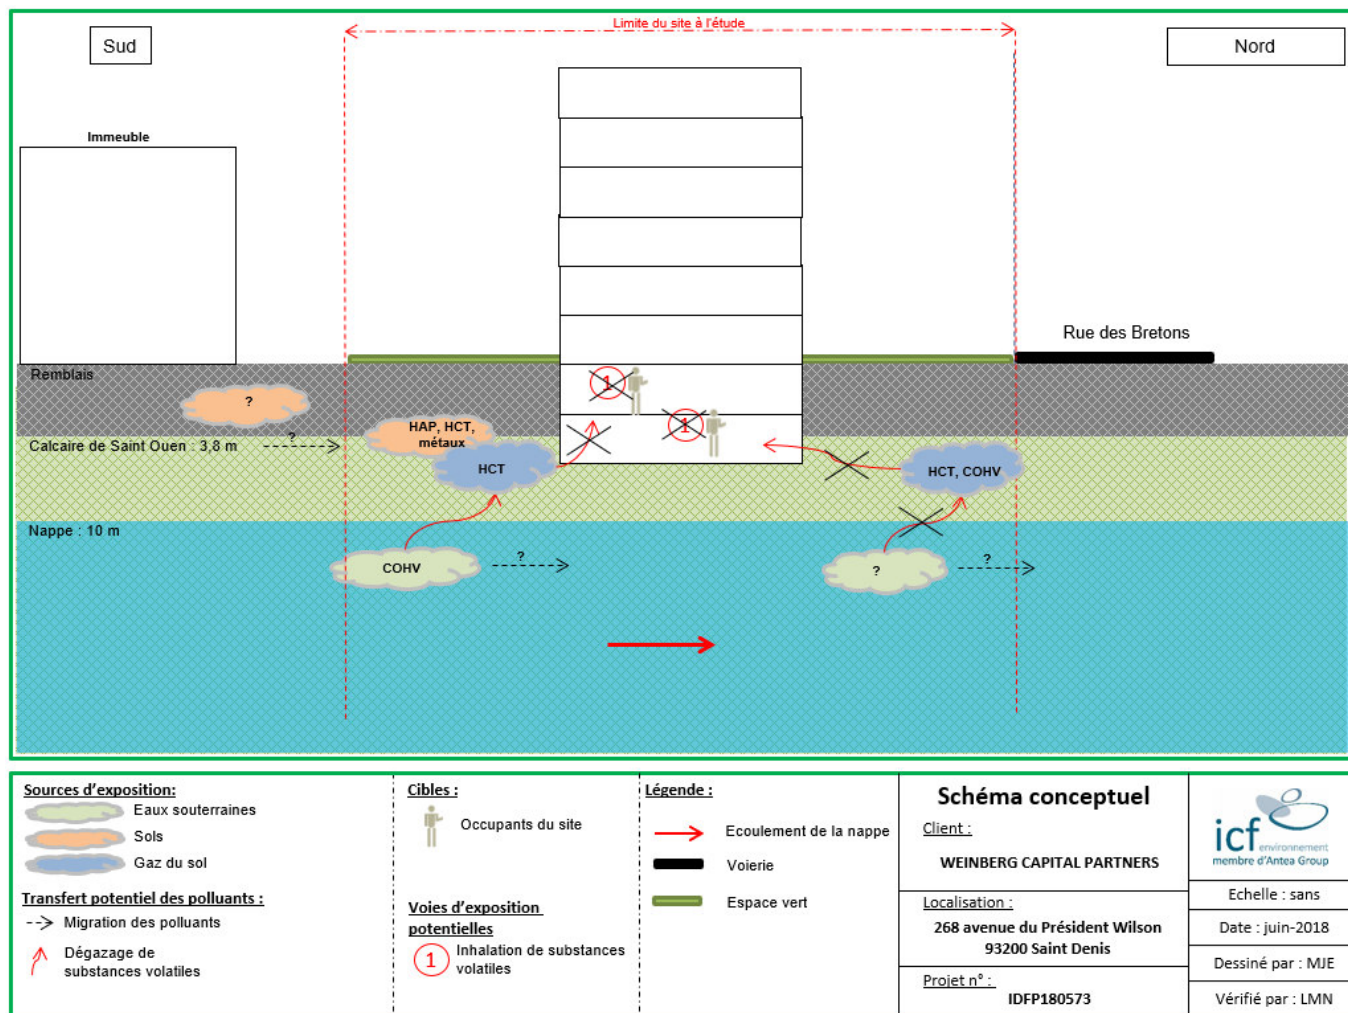 Limite du site à l'étude
Sud
Nord
Immeuble
Rue des Bretons
Remblais
1
?
1
HAP, HCT,
métaux
?
Calcaire de Saint Ouen : 3,8 m
HCT
HCT, COHV
Nappe : 10 m
COHV
?
?
?
Sources d'exposition:
Eaux souterraines
Sols
Gaz du sol
Transfert potentiel des polluants :
Migration des polluants
Dégazage de
substances volatiles
Cibles :
Occupants du site
Voies d'exposition
potentielles
1
Inhalation de substances
volatiles
Légende :
Ecoulement de la nappe
Voierie
Espace vert
Schéma conceptuel
Client :
WEINBERG CAPITAL PARTNERS
Localisation :
268 avenue du Président Wilson
93200 Saint Denis
Projet n° :
IDFP180573
icf
environnement
membre d'Antea Group
Echelle : sans
Date : juin-2018
Dessiné par : MJE
Vérifié par : LMN